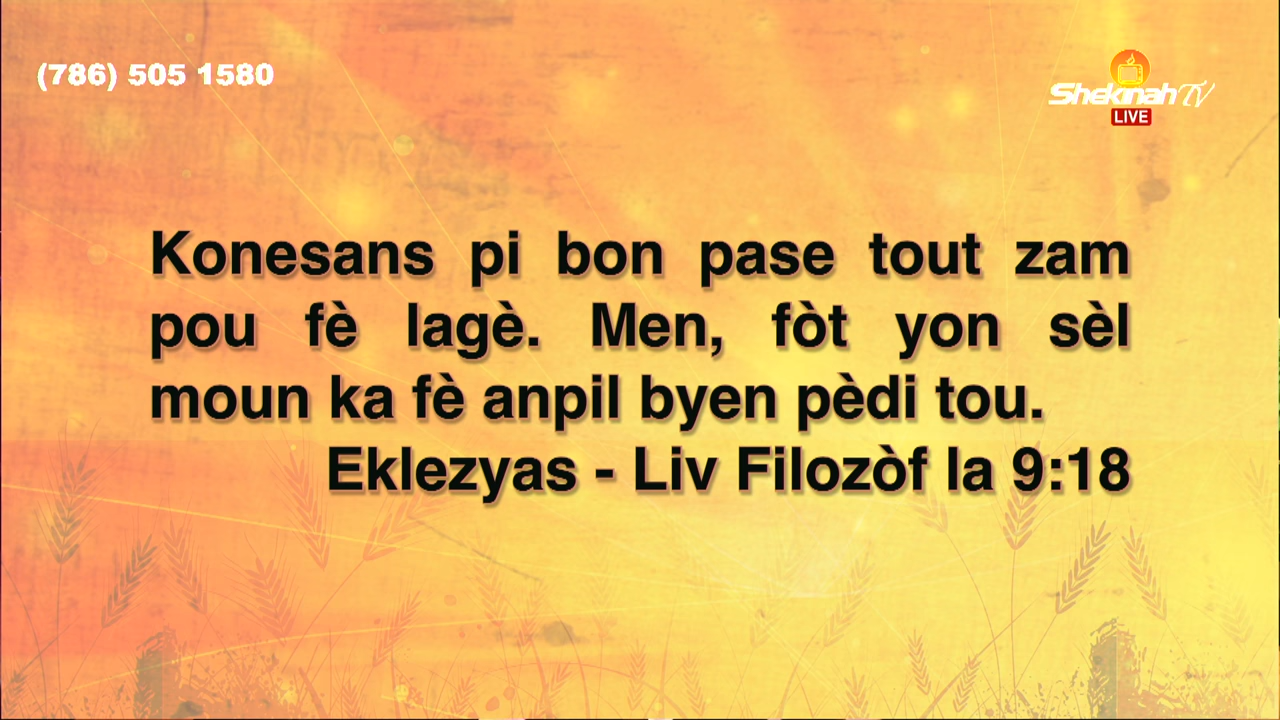 (786) 505 1580
Shekinah TV
LIVE
Konesans pi bon pase tout zam
pou fè lagè. Men, fòt yon sèl
moun ka fè anpil byen pèdi tou.
Eklezyas - Liv Filozòf la 9:18